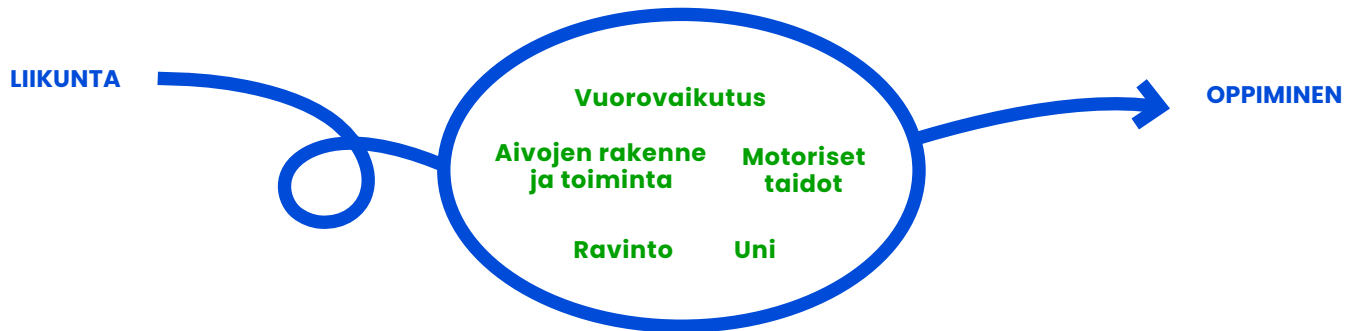 LIIKUNTA
Vuorovaikutus
Aivojen rakenne
ja toiminta
Motoriset
taidot
Ravinto
Uni
OPPIMINEN